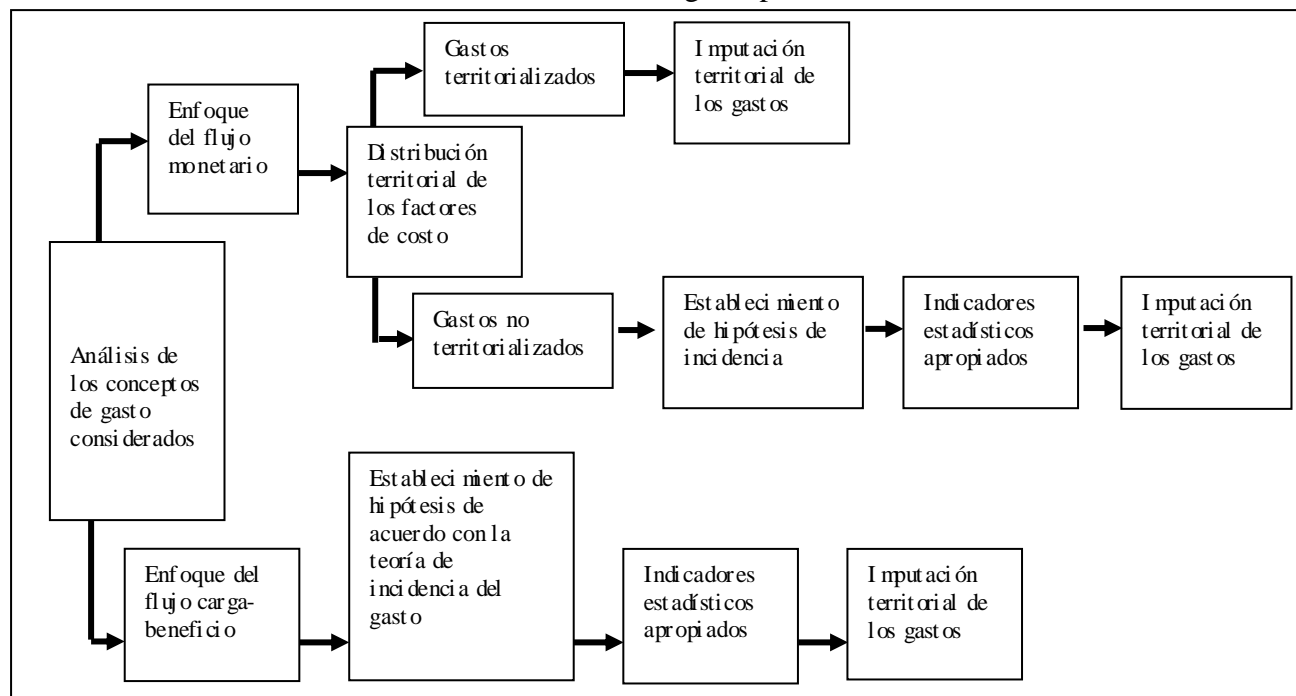 Gastos
territorializados
Imputación
territorial de
los gastos
Enfoque
del flujo
monetario
Distribución
territorial de
los factores
de costo
Gastos no
territorializados
Establecimiento
de hipótesis de
incidencia
Indicadores
estadísticos
apropiados
Imputación
territorial de
los gastos
Análisis de
los conceptos
de gasto
considerados
Enfoque del
flujo carga-
beneficio
Establecimiento de
hipótesis de
acuerdo con la
teoría de
incidencia del
gasto
Indicadores
estadísticos
apropiados
Imputación
territorial de
los gastos